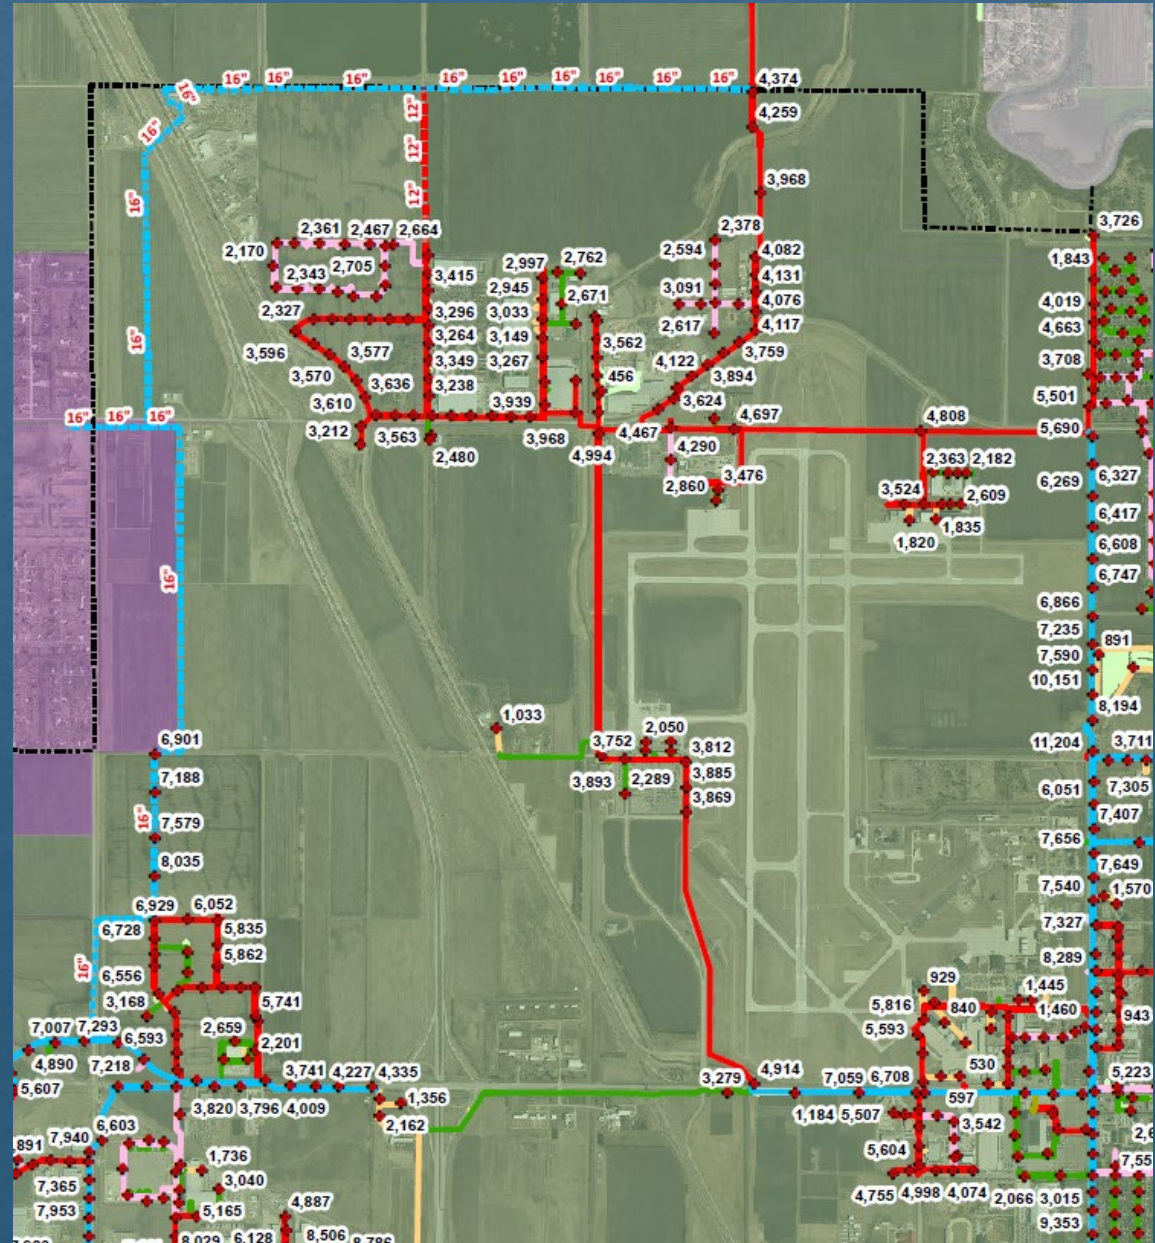 16" 16" 16" 16" 16" 16" 16" 16" 16" 4,374
16" 12" 4,259
16" 12"
16" 12" 3,968
2,361 2,467 2,664 2,378 3,726
2,170 2,594 4,082 1,843
2,343 2,705 3,415 2,997 2,762 4,131
2,945 2,671 3,091 4,076 4,019
2,327 3,296 3,033 2,617 4,117 4,663
16" 3,264 3,149 3,562
3,596 3,577 3,349 3,267 4,122 3,759 3,708
3,570 3,636 3,238 456 3,894
3,610 3,939 3,624 5,501
16" 16" 16" 3,212 3,563 3,968 4,467 4,697 4,808 5,690
2,480 4,994 4,290
2,363 2,182
3,476 6,269 6,327
2,860 3,524 2,609
1,820 1,835 6,417
6,608
16" 6,747
6,866
7,235
7,590 891
10,151
1,033 8,194
6,901 3,752 2,050 3,812 11,204 3,711
7,188 3,893 2,289 3,885 6,051 7,305
3,869
16" 7,579 7,407
7,656
8,035 7,649
7,540 1,570
6,929 6,052
6,728 5,835 7,327
5,862 8,289
16" 6,556
929 1,445
3,168 5,741 5,816 840 1,460 943
7,007 7,293 6,593 2,659 2,201 5,593
4,890 7,218 530
5,607 3,741 4,227 4,335 3,279 4,914 7,059 6,708 5,223
3,820 3,796 4,009 1,356 1,184 5,507 597
6,603 2,162 3,542
891 7,940 5,604
1,736
7,365 3,040 4,755 4,998 4,074 2,066 3,015
7,953 5,165 4,887
9,353
8,029 6,128 8,506